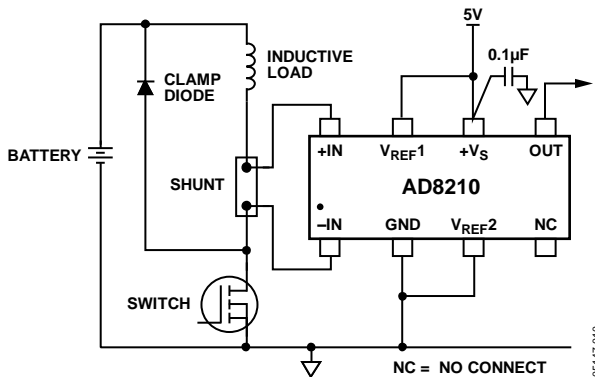 5V
0.1µF
INDUCTIVE
LOAD
CLAMP
DIODE
BATTERY
SHUNT
+IN
VREF1
+VS
OUT
AD8210
–IN
GND
VREF2
NC
SWITCH
NC = NO CONNECT